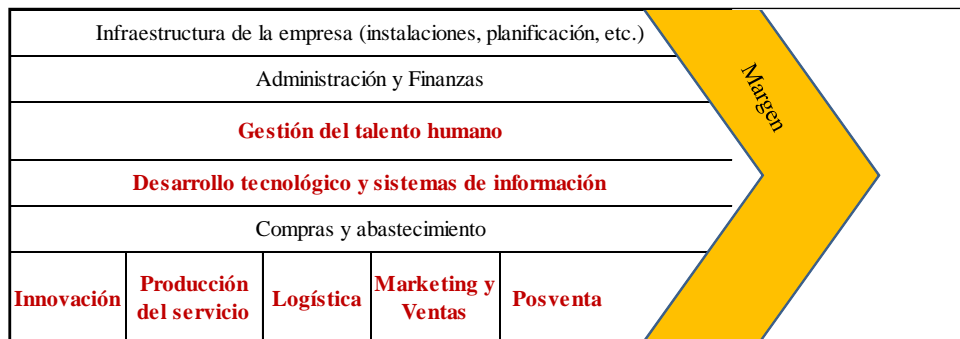 Infraestructura de la empresa (instalaciones, planificación, etc.)
Administración y Finanzas
Gestión del talento humano
Desarrollo tecnológico y sistemas de información
Compras y abastecimiento
Innovación
Producción
del servicio
Logística
Marketing y
Ventas
Posventa
Margen